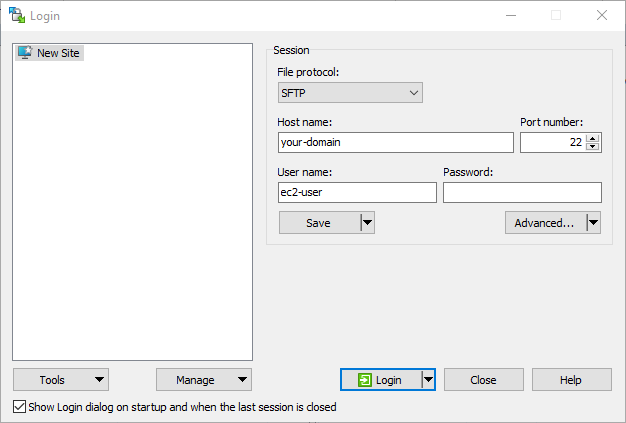 Login
New Site
Session
File protocol:
SFTP
Host name:
Port number:
your-domain
22
User name:
Password:
ec2-user
Save
Advanced...
Tools
Manage
Login
Close
Help
Show Login dialog on startup and when the last session is closed